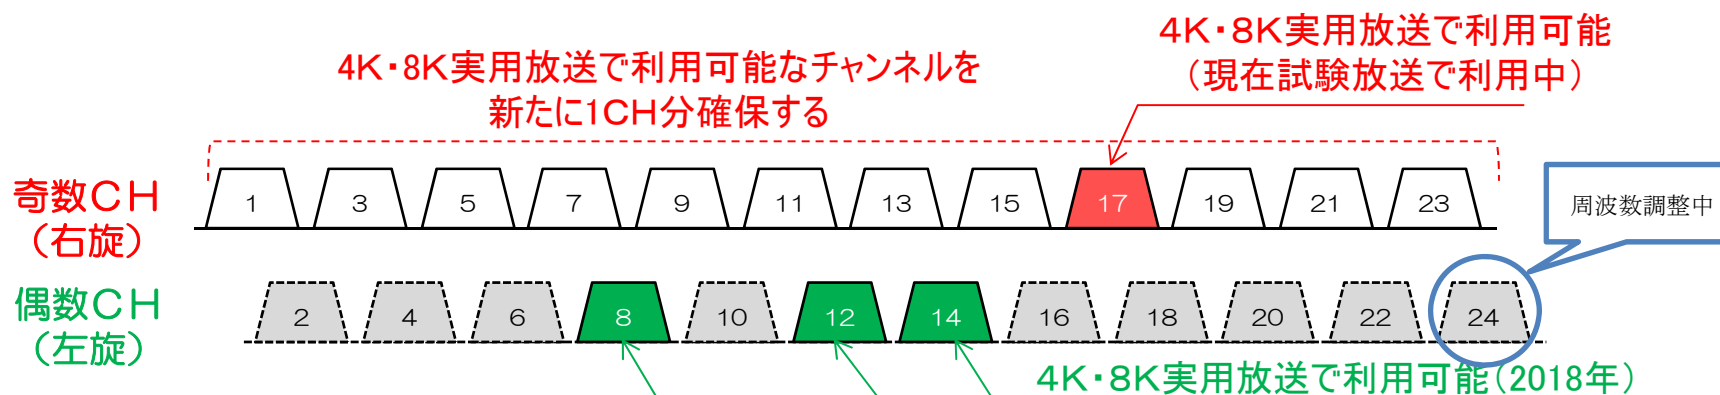 4K・8K実用放送で利用可能
（現在試験放送で利用中）
4K・8K実用放送で利用可能なチャンネルを
新たに1CH分確保する
奇数CH
（右旋）
1 3 5 7 9 11 13 15 17 19 21 23
周波数調整中
偶数CH
（左旋）
2 4 6 8 10 12 14 16 18 20 22 24
4K・8K実用放送で利用可能（2018年）